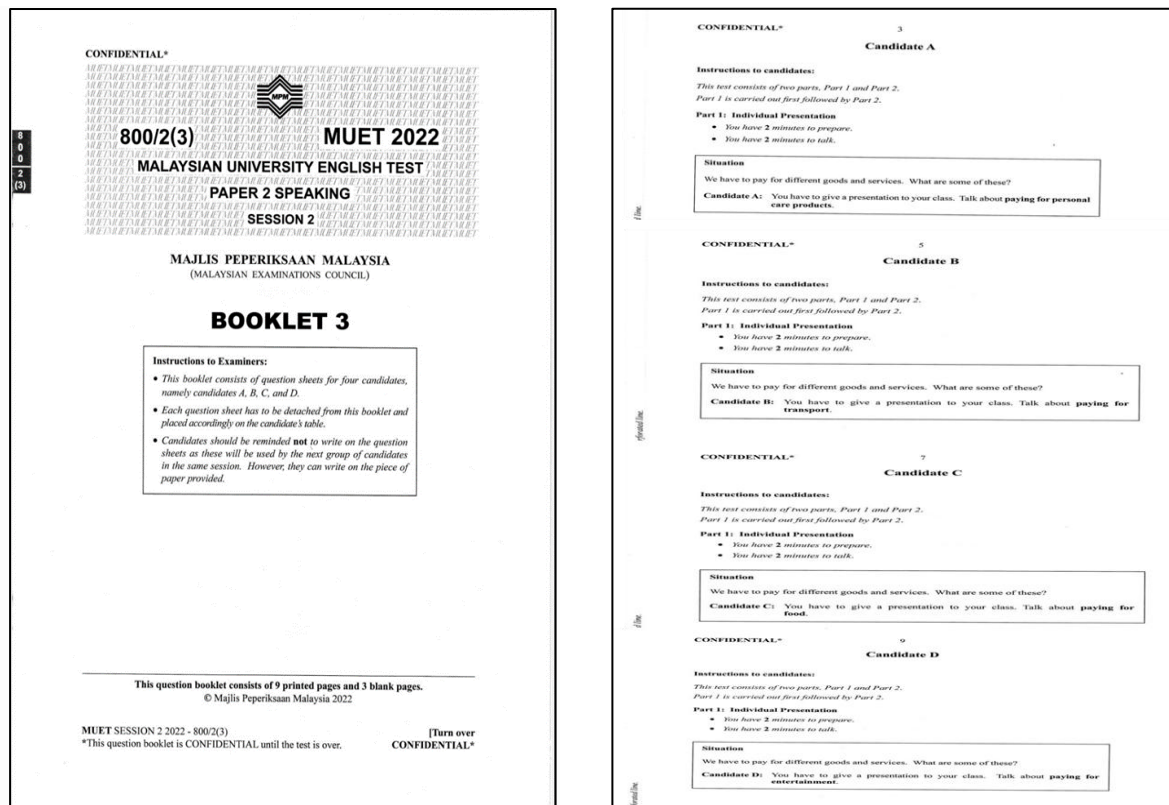 CONFIDENTIAL*
MPM
800/2(3) MUET 2022
MALAYSIAN UNIVERSITY ENGLISH TEST
PAPER 2 SPEAKING
SESSION 2
8
0
0
2
(3)
MAJLIS PEPERIKSAAN MALAYSIA
(MALAYSIAN EXAMINATIONS COUNCIL)
BOOKLET 3
Instructions to Examiners:
• This booklet consists of question sheets for four candidates,
namely candidates A, B, C, and D.
• Each question sheet has to be detached from this booklet and
placed accordingly on the candidate's table.
• Candidates should be reminded not to write on the question
sheets as these will be used by the next group of candidates
in the same session. However, they can write on the piece of
paper provided.
This question booklet consists of 9 printed pages and 3 blank pages.
© Majlis Peperiksaan Malaysia 2022
MUET SESSION 2 2022 - 800/2(3) [Turn over
*This question booklet is CONFIDENTIAL until the test is over. CONFIDENTIAL*
CONFIDENTIAL* 3
Candidate A
Instructions to candidates:
This test consists of two parts, Part 1 and Part 2.
Part 1 is carried out first followed by Part 2.
Part 1: Individual Presentation
• You have 2 minutes to prepare.
• You have 2 minutes to talk.
Situation
We have to pay for different goods and services. What are some of these?
Candidate A: You have to give a presentation to your class. Talk about paying for personal
care products.
d line.
CONFIDENTIAL* 5
Candidate B
Instructions to candidates:
This test consists of two parts, Part 1 and Part 2.
Part 1 is carried out first followed by Part 2.
Part 1: Individual Presentation
• You have 2 minutes to prepare.
• You have 2 minutes to talk.
Situation
We have to pay for different goods and services. What are some of these?
Candidate B: You have to give a presentation to your class. Talk about paying for
transport.
rforated line.
CONFIDENTIAL* 7
Candidate C
Instructions to candidates:
This test consists of two parts, Part 1 and Part 2.
Part 1 is carried out first followed by Part 2.
Part 1: Individual Presentation
• You have 2 minutes to prepare.
• You have 2 minutes to talk.
Situation
We have to pay for different goods and services. What are some of these?
Candidate C: You have to give a presentation to your class. Talk about paying for
food.
d line.
CONFIDENTIAL* 9
Candidate D
Instructions to candidates:
This test consists of two parts, Part 1 and Part 2.
Part 1 is carried out first followed by Part 2.
Part 1: Individual Presentation
• You have 2 minutes to prepare.
• You have 2 minutes to talk.
Situation
We have to pay for different goods and services. What are some of these?
Candidate D: You have to give a presentation to your class. Talk about paying for
entertainment.